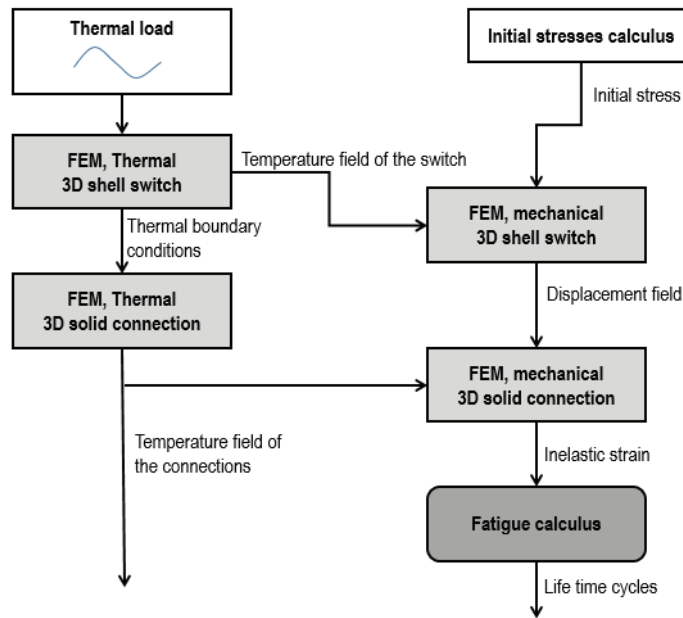 Thermal load
Initial stresses calculus
Initial stress
FEM, Thermal
3D shell switch
Temperature field of the switch
FEM, mechanical
3D shell switch
Thermal boundary
conditions
FEM, Thermal
3D solid connection
Displacement field
FEM, mechanical
3D solid connection
Temperature field of
the connections
Inelastic strain
Fatigue calculus
Life time cycles